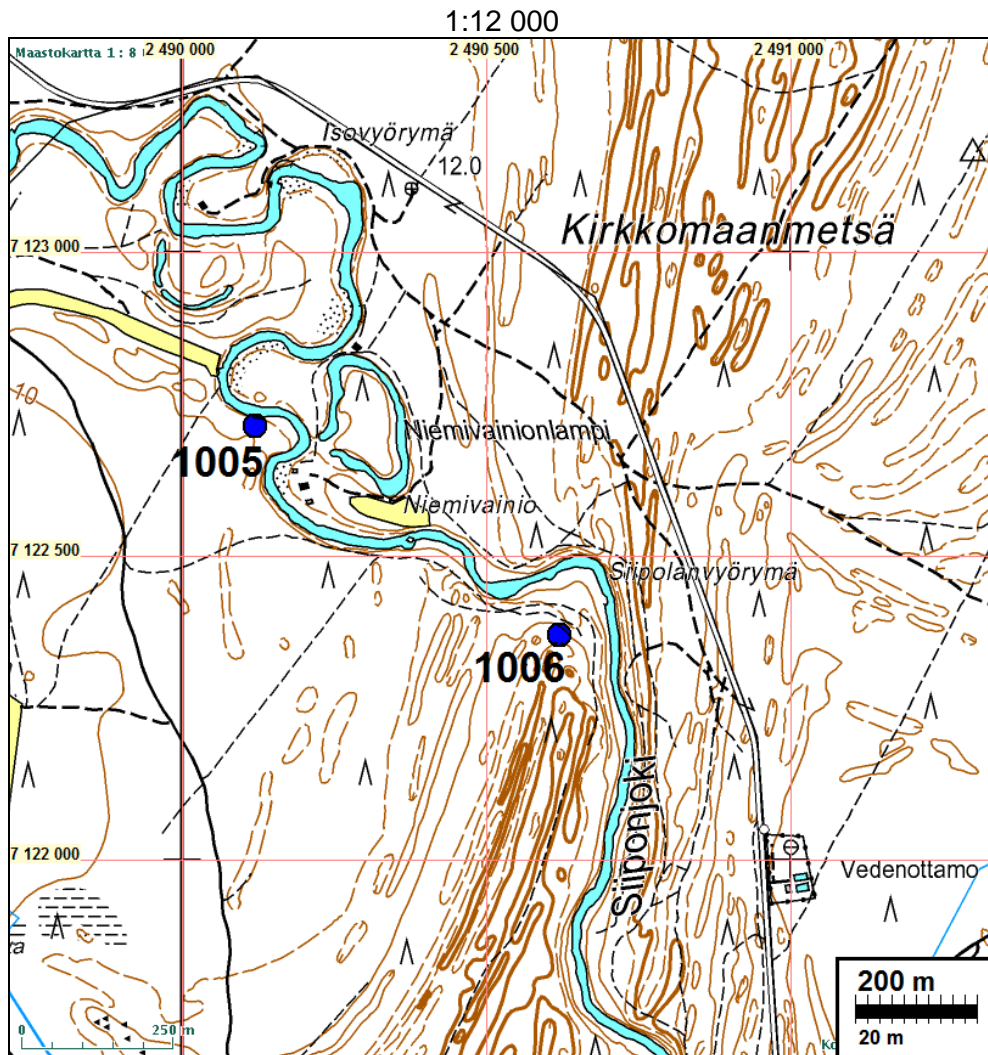 1:12 000
Maastokartta 1 : 8
2 490 000
2 490 500
2 491 000
Isovyörymä
12.0
Kirkkomaanmetsä
7 123 000
10
Niemivainionlampi
1005
Niemivainio
7 122 500
Siipolanvyörymä
1006
Siiponjoki
7 122 000
Vedenottamo
ra
200 m
20 m
0 250 m
Ko